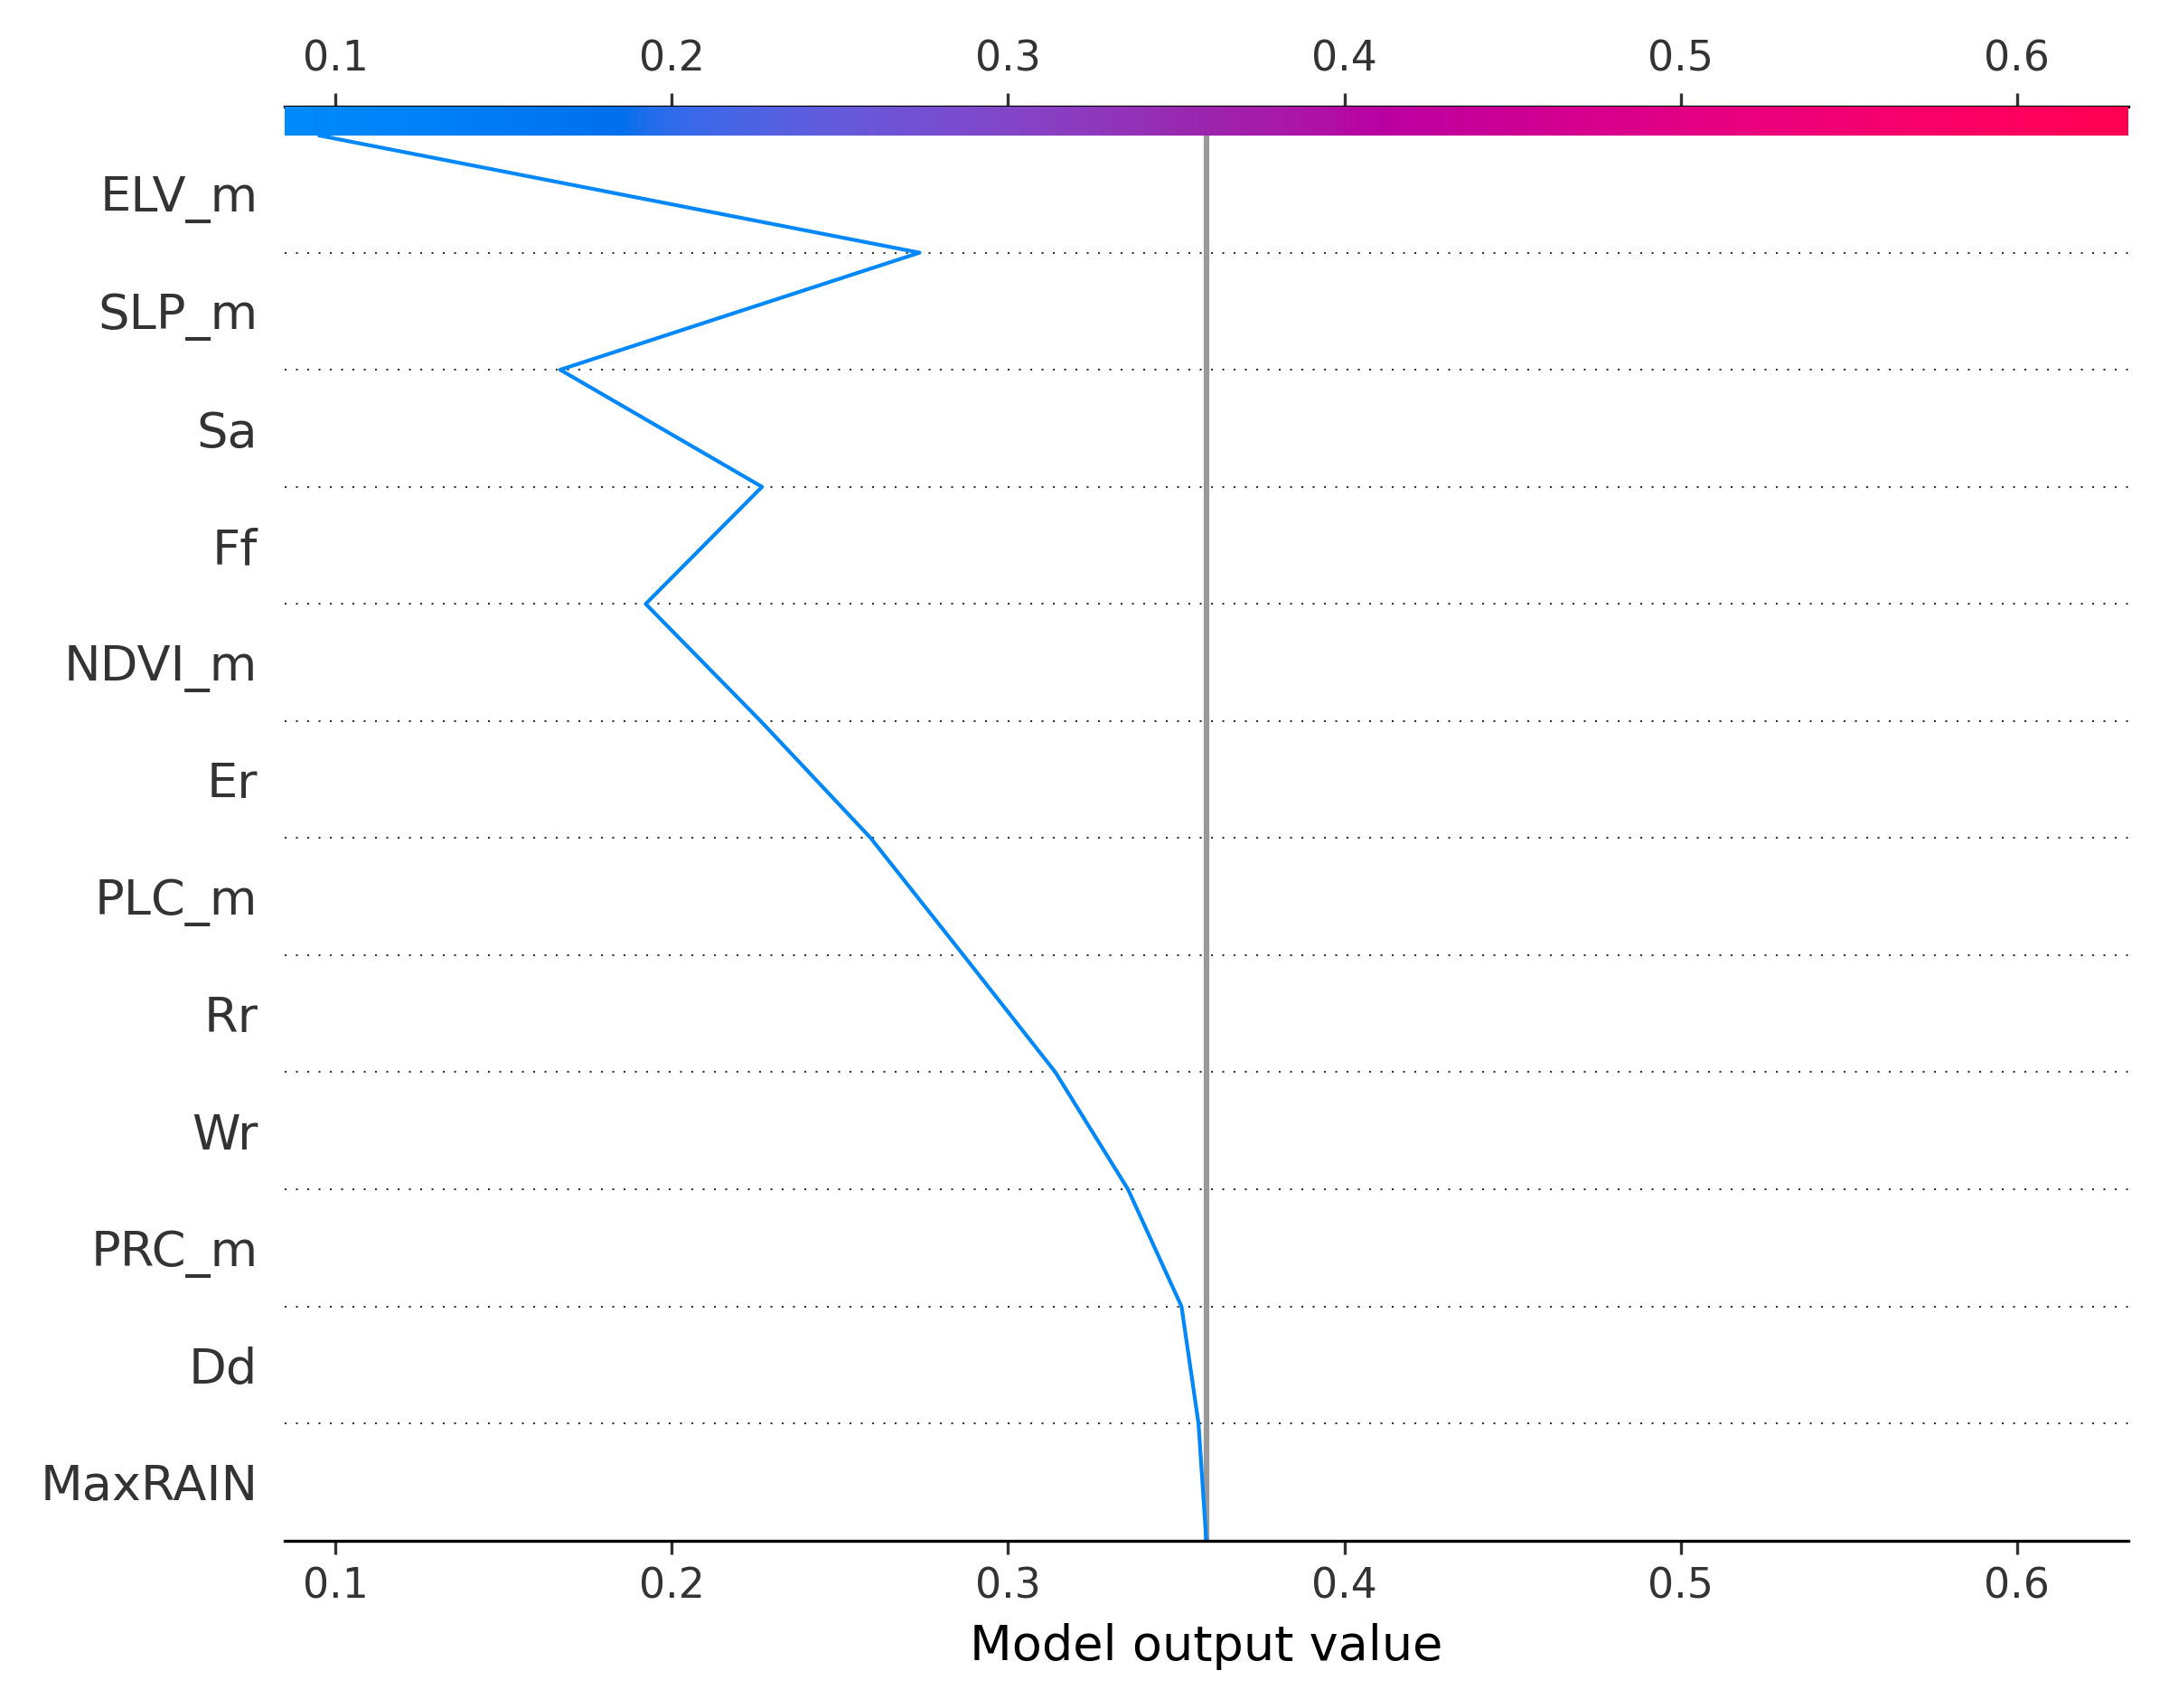 0.1 0.2 0.3 0.4 0.5 0.6
ELV_m
SLP_m
Sa
Ff
NDVI_m
Er
PLC_m
Rr
Wr
PRC_m
Dd
MaxRAIN
0.1 0.2 0.3 0.4 0.5 0.6
Model output value